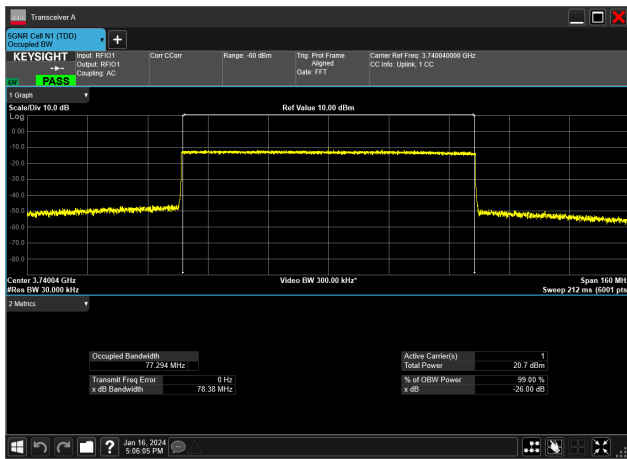 Transceiver A
5GNR Cell N1 (TDD)
Occupied BW
+
KEYSIGHT
LXI
PASS
Input: RFIO1
Output: RFIO1
Coupling: AC
Corr CCorr
Range: -60 dBm
Trig: Prot Frame
Aligned
Gate: FFT
Carrier Ref Freq: 3.740040000 GHz
CC Info: Uplink, 1 CC
1 Graph
Scale/Div 10.0 dB
Ref Value 10.00 dBm
Log
0.00
-10.0
-20.0
-30.0
-40.0
-50.0
-60.0
-70.0
-80.0
Center 3.74004 GHz
Video BW 300.00 kHz*
Span 160 MHz
#Res BW 30.000 kHz
Sweep 212 ms (6001 pts
2 Metrics
Occupied Bandwidth
77.294 MHz
Transmit Freq Error 0 Hz
x dB Bandwidth 78.38 MHz
Active Carrier(s) 1
Total Power 20.7 dBm
% of OBW Power 99.00 %
x dB -26.00 dB
?
Jan 16, 2024
5:06:05 PM